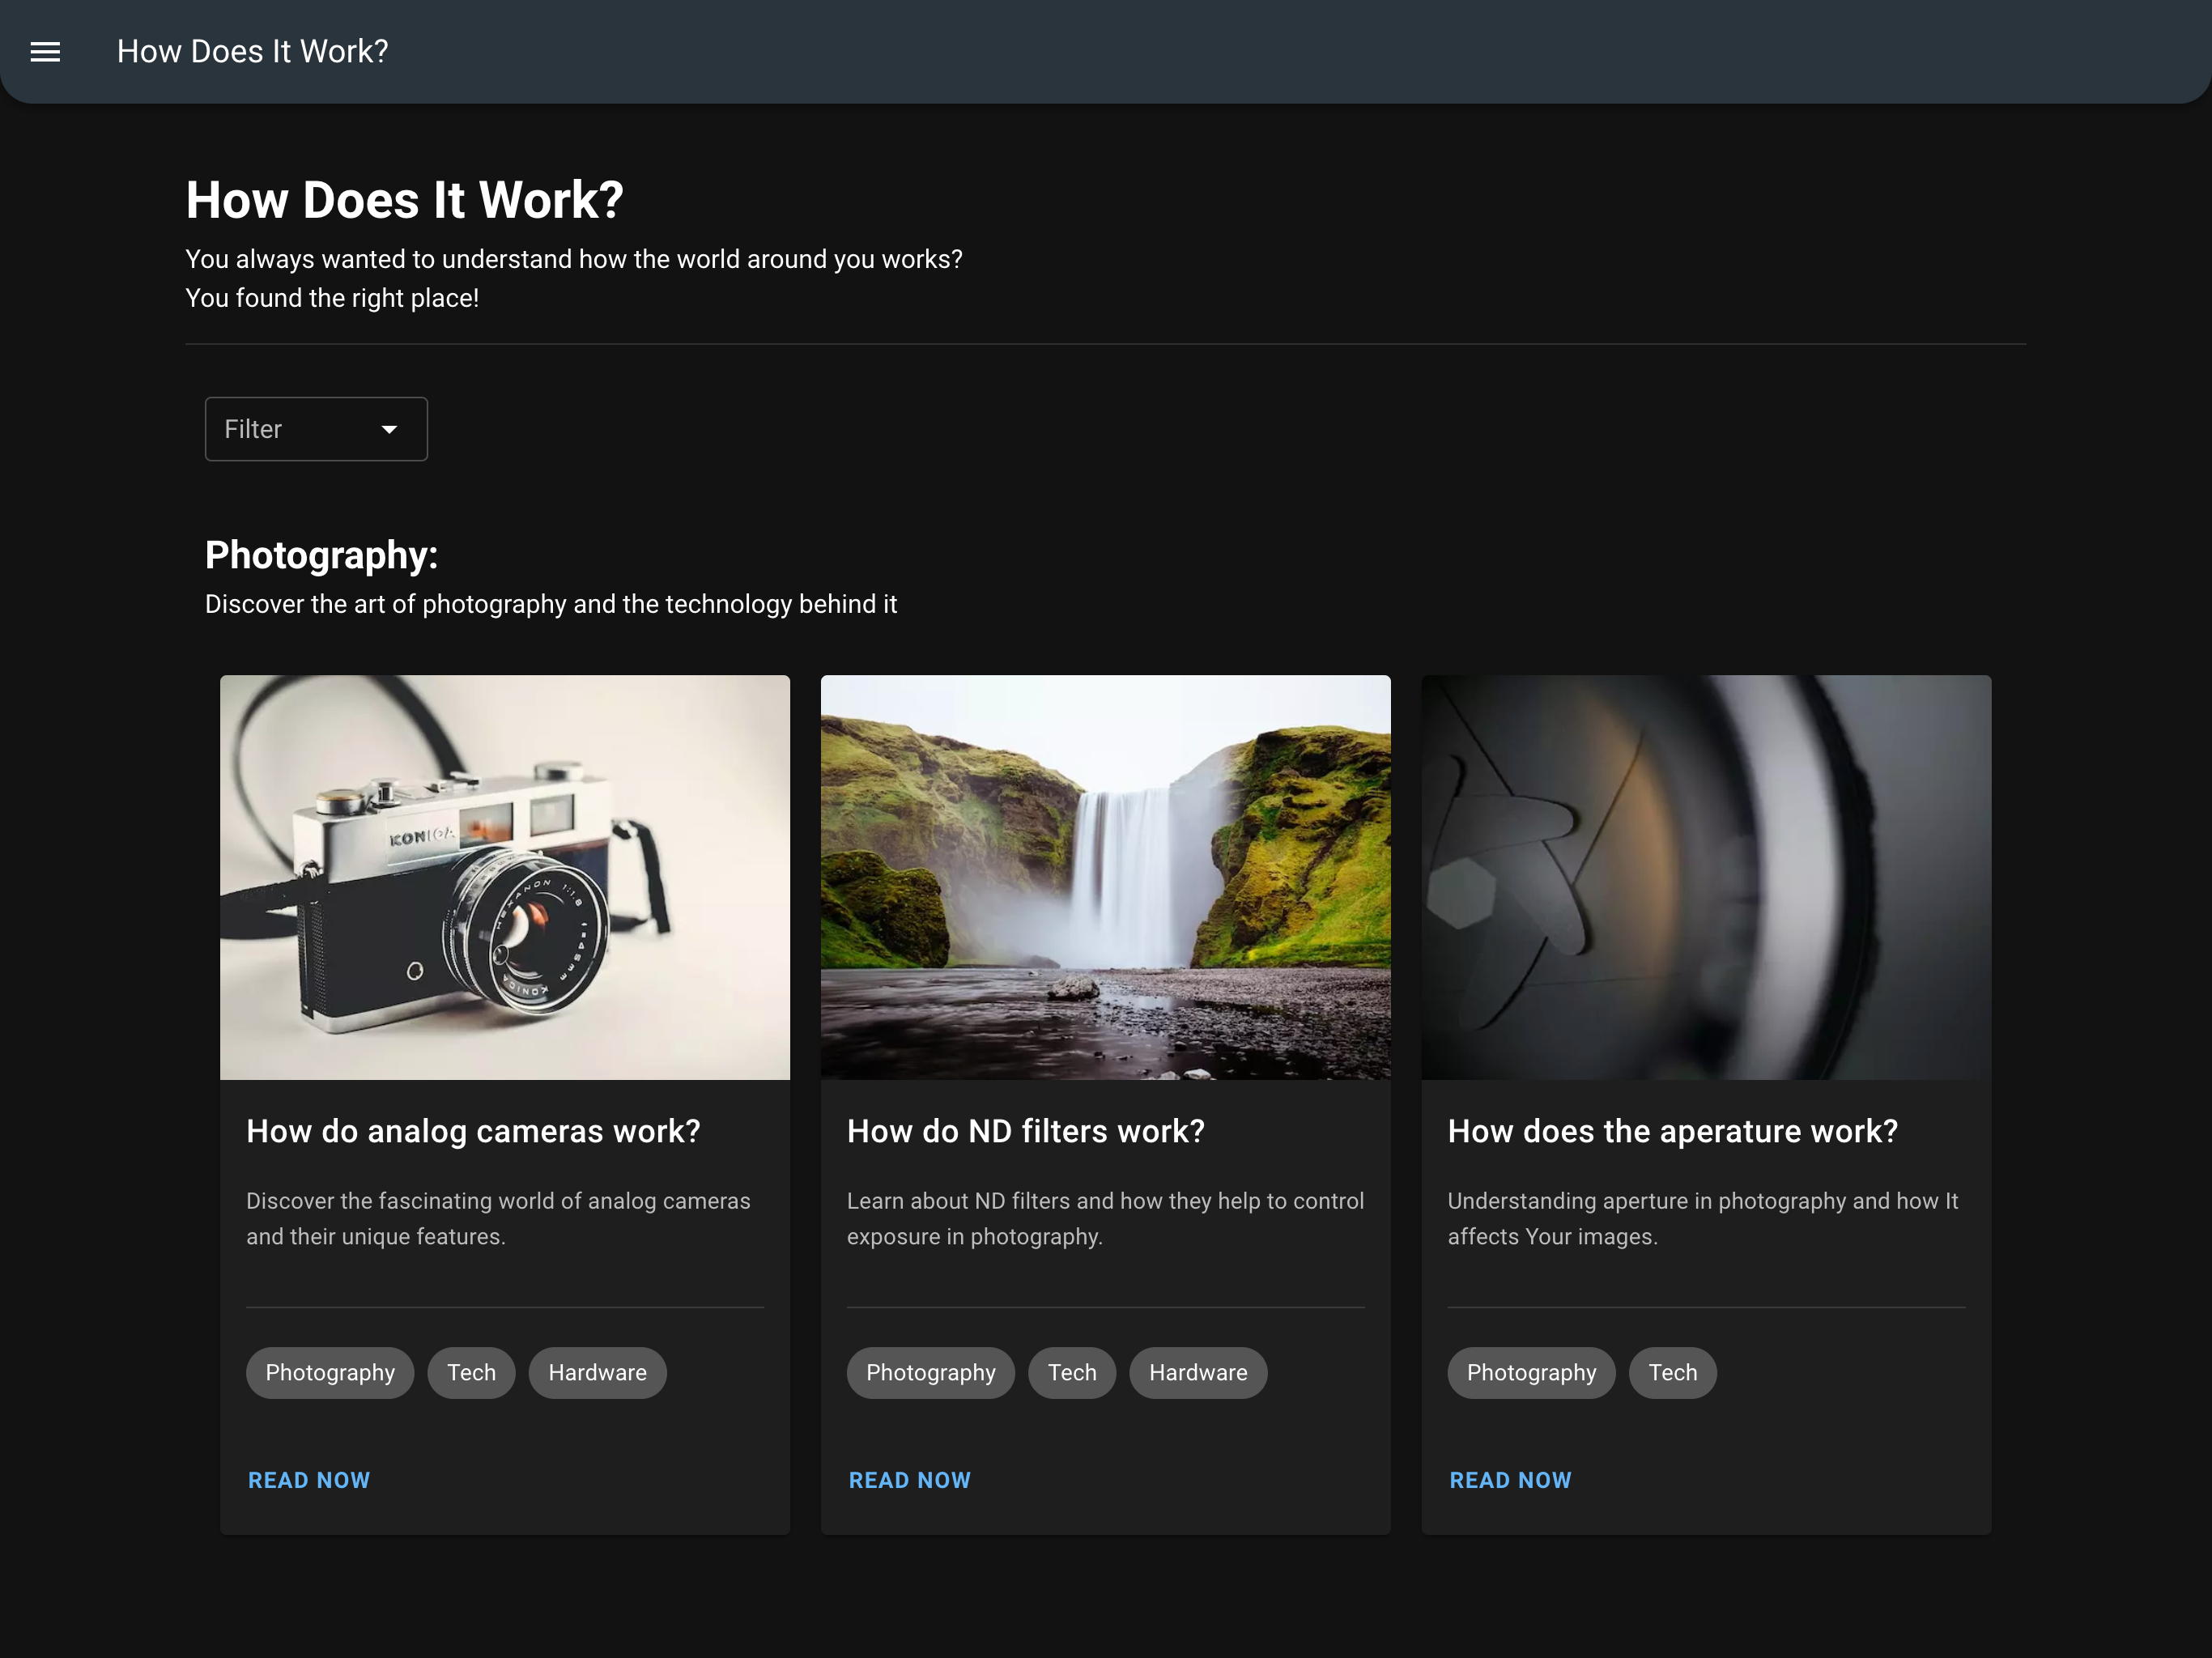 How Does It Work?
How Does It Work?
You always wanted to understand how the world around you works?
You found the right place!
Filter
Photography:
Discover the art of photography and the technology behind it
KONICA
HEXANON 1:1.8 f=45mm
KONICA
How do analog cameras work?
Discover the fascinating world of analog cameras
and their unique features.
Photography Tech Hardware
READ NOW
How do ND filters work?
Learn about ND filters and how they help to control
exposure in photography.
Photography Tech Hardware
READ NOW
How does the aperature work?
Understanding aperture in photography and how It
affects Your images.
Photography Tech
READ NOW